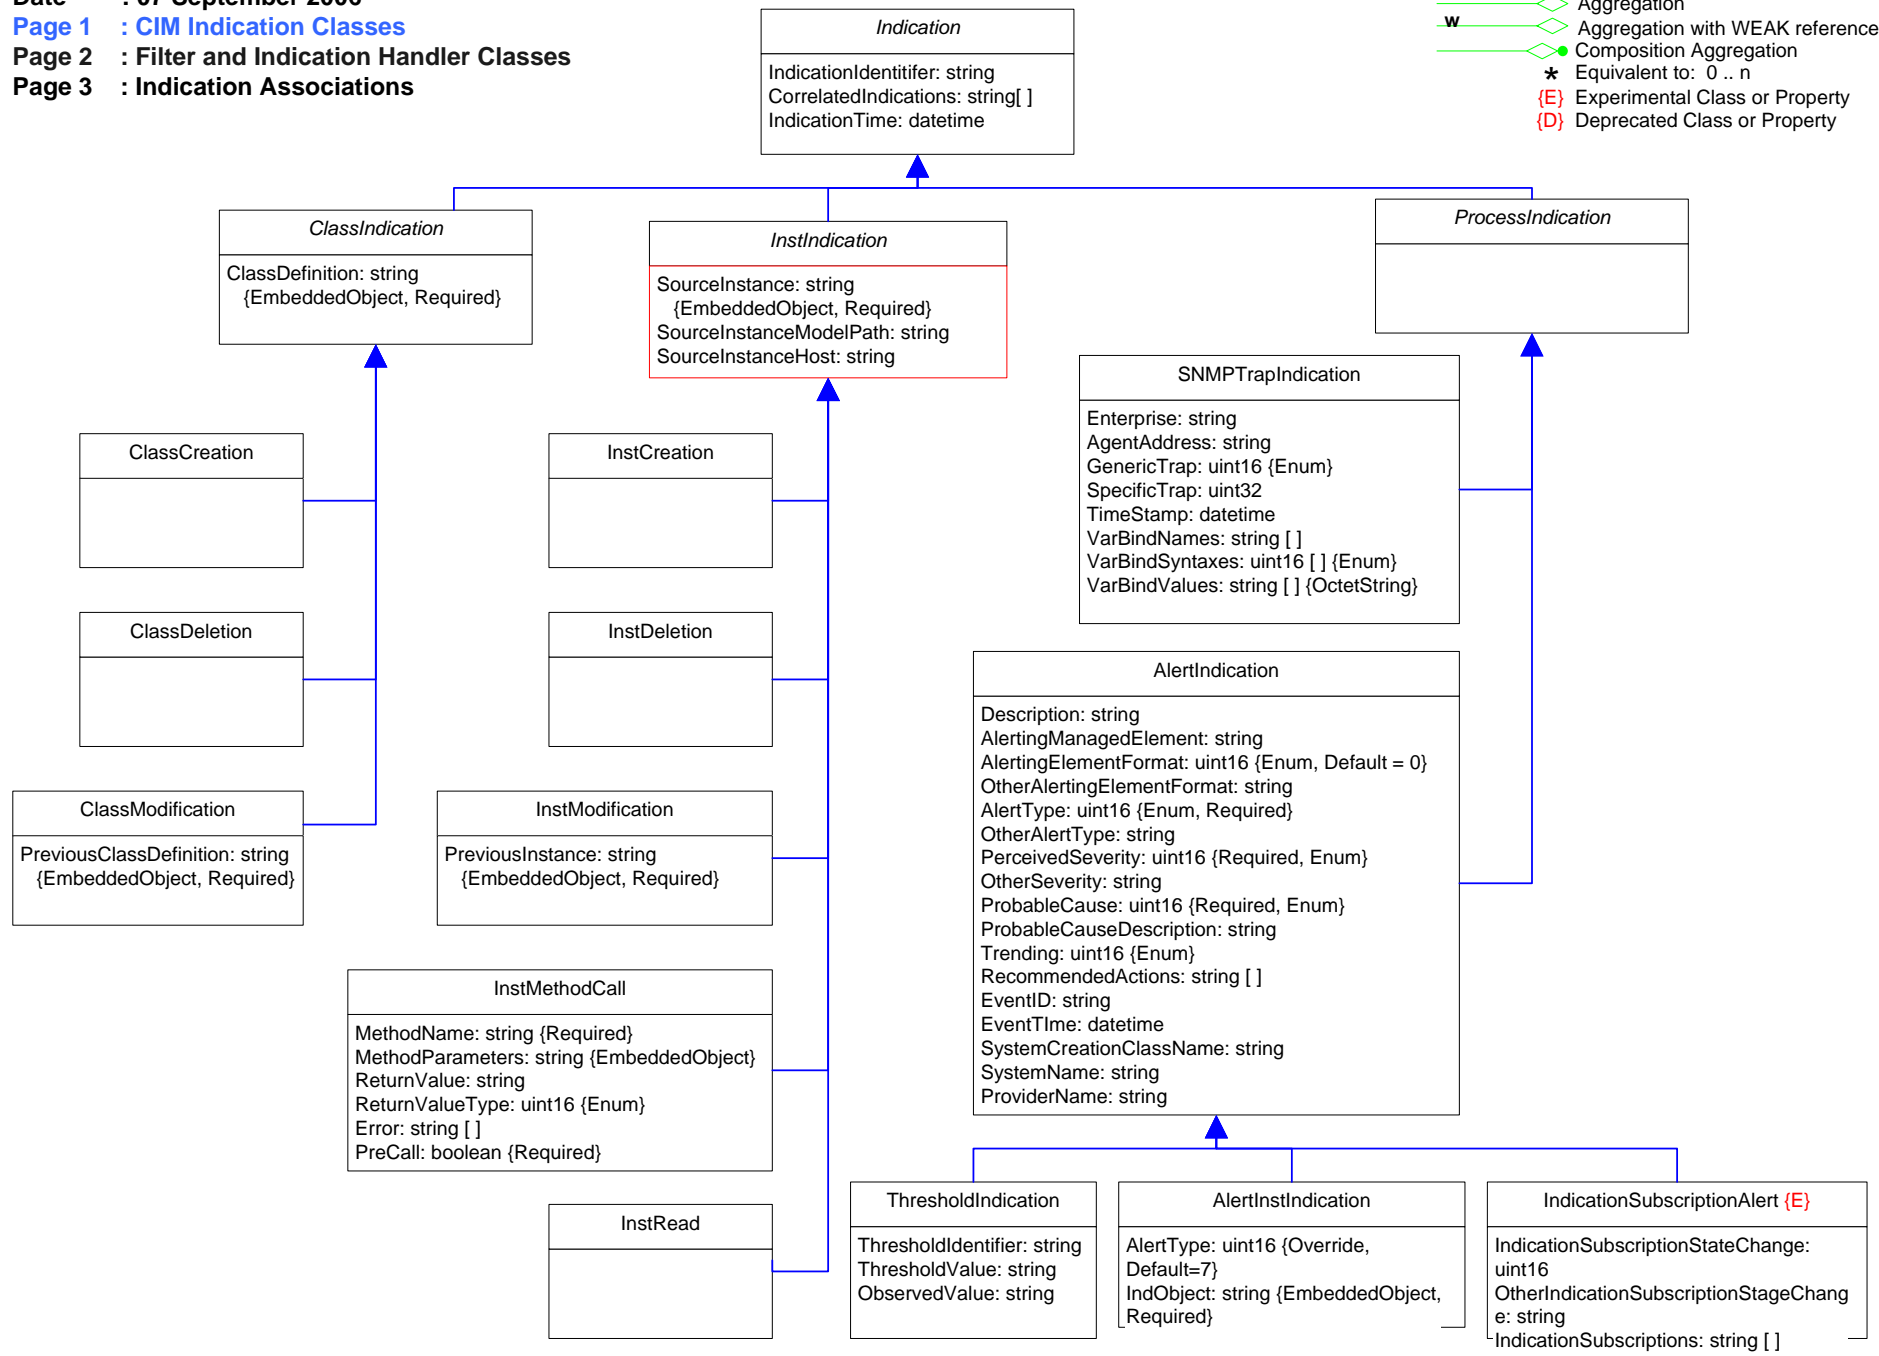 Date : 07 September 2006
Page 1 : CIM Indication Classes
Page 2 : Filter and Indication Handler Classes
Page 3 : Indication Associations
Aggregation
w Aggregation with WEAK reference
Composition Aggregation
* Equivalent to: 0 .. n
{E} Experimental Class or Property
{D} Deprecated Class or Property
Indication
IndicationIdentitifer: string
CorrelatedIndications: string[ ]
IndicationTime: datetime
ClassIndication
ClassDefinition: string
{EmbeddedObject, Required}
InstIndication
SourceInstance: string
{EmbeddedObject, Required}
SourceInstanceModelPath: string
SourceInstanceHost: string
ProcessIndication
SNMPTrapIndication
Enterprise: string
AgentAddress: string
GenericTrap: uint16 {Enum}
SpecificTrap: uint32
TimeStamp: datetime
VarBindNames: string [ ]
VarBindSyntaxes: uint16 [ ] {Enum}
VarBindValues: string [ ] {OctetString}
ClassCreation
InstCreation
ClassDeletion
InstDeletion
AlertIndication
Description: string
AlertingManagedElement: string
AlertingElementFormat: uint16 {Enum, Default = 0}
OtherAlertingElementFormat: string
AlertType: uint16 {Enum, Required}
OtherAlertType: string
PerceivedSeverity: uint16 {Required, Enum}
OtherSeverity: string
ProbableCause: uint16 {Required, Enum}
ProbableCauseDescription: string
Trending: uint16 {Enum}
RecommendedActions: string [ ]
EventID: string
EventTIme: datetime
SystemCreationClassName: string
SystemName: string
ProviderName: string
ClassModification
PreviousClassDefinition: string
{EmbeddedObject, Required}
InstModification
PreviousInstance: string
{EmbeddedObject, Required}
InstMethodCall
MethodName: string {Required}
MethodParameters: string {EmbeddedObject}
ReturnValue: string
ReturnValueType: uint16 {Enum}
Error: string [ ]
PreCall: boolean {Required}
InstRead
ThresholdIndication
ThresholdIdentifier: string
ThresholdValue: string
ObservedValue: string
AlertInstIndication
AlertType: uint16 {Override,
Default=7}
IndObject: string {EmbeddedObject,
Required}
IndicationSubscriptionAlert {E}
IndicationSubscriptionStateChange:
uint16
OtherIndicationSubscriptionStageChang
e: string
IndicationSubscriptions: string [ ]